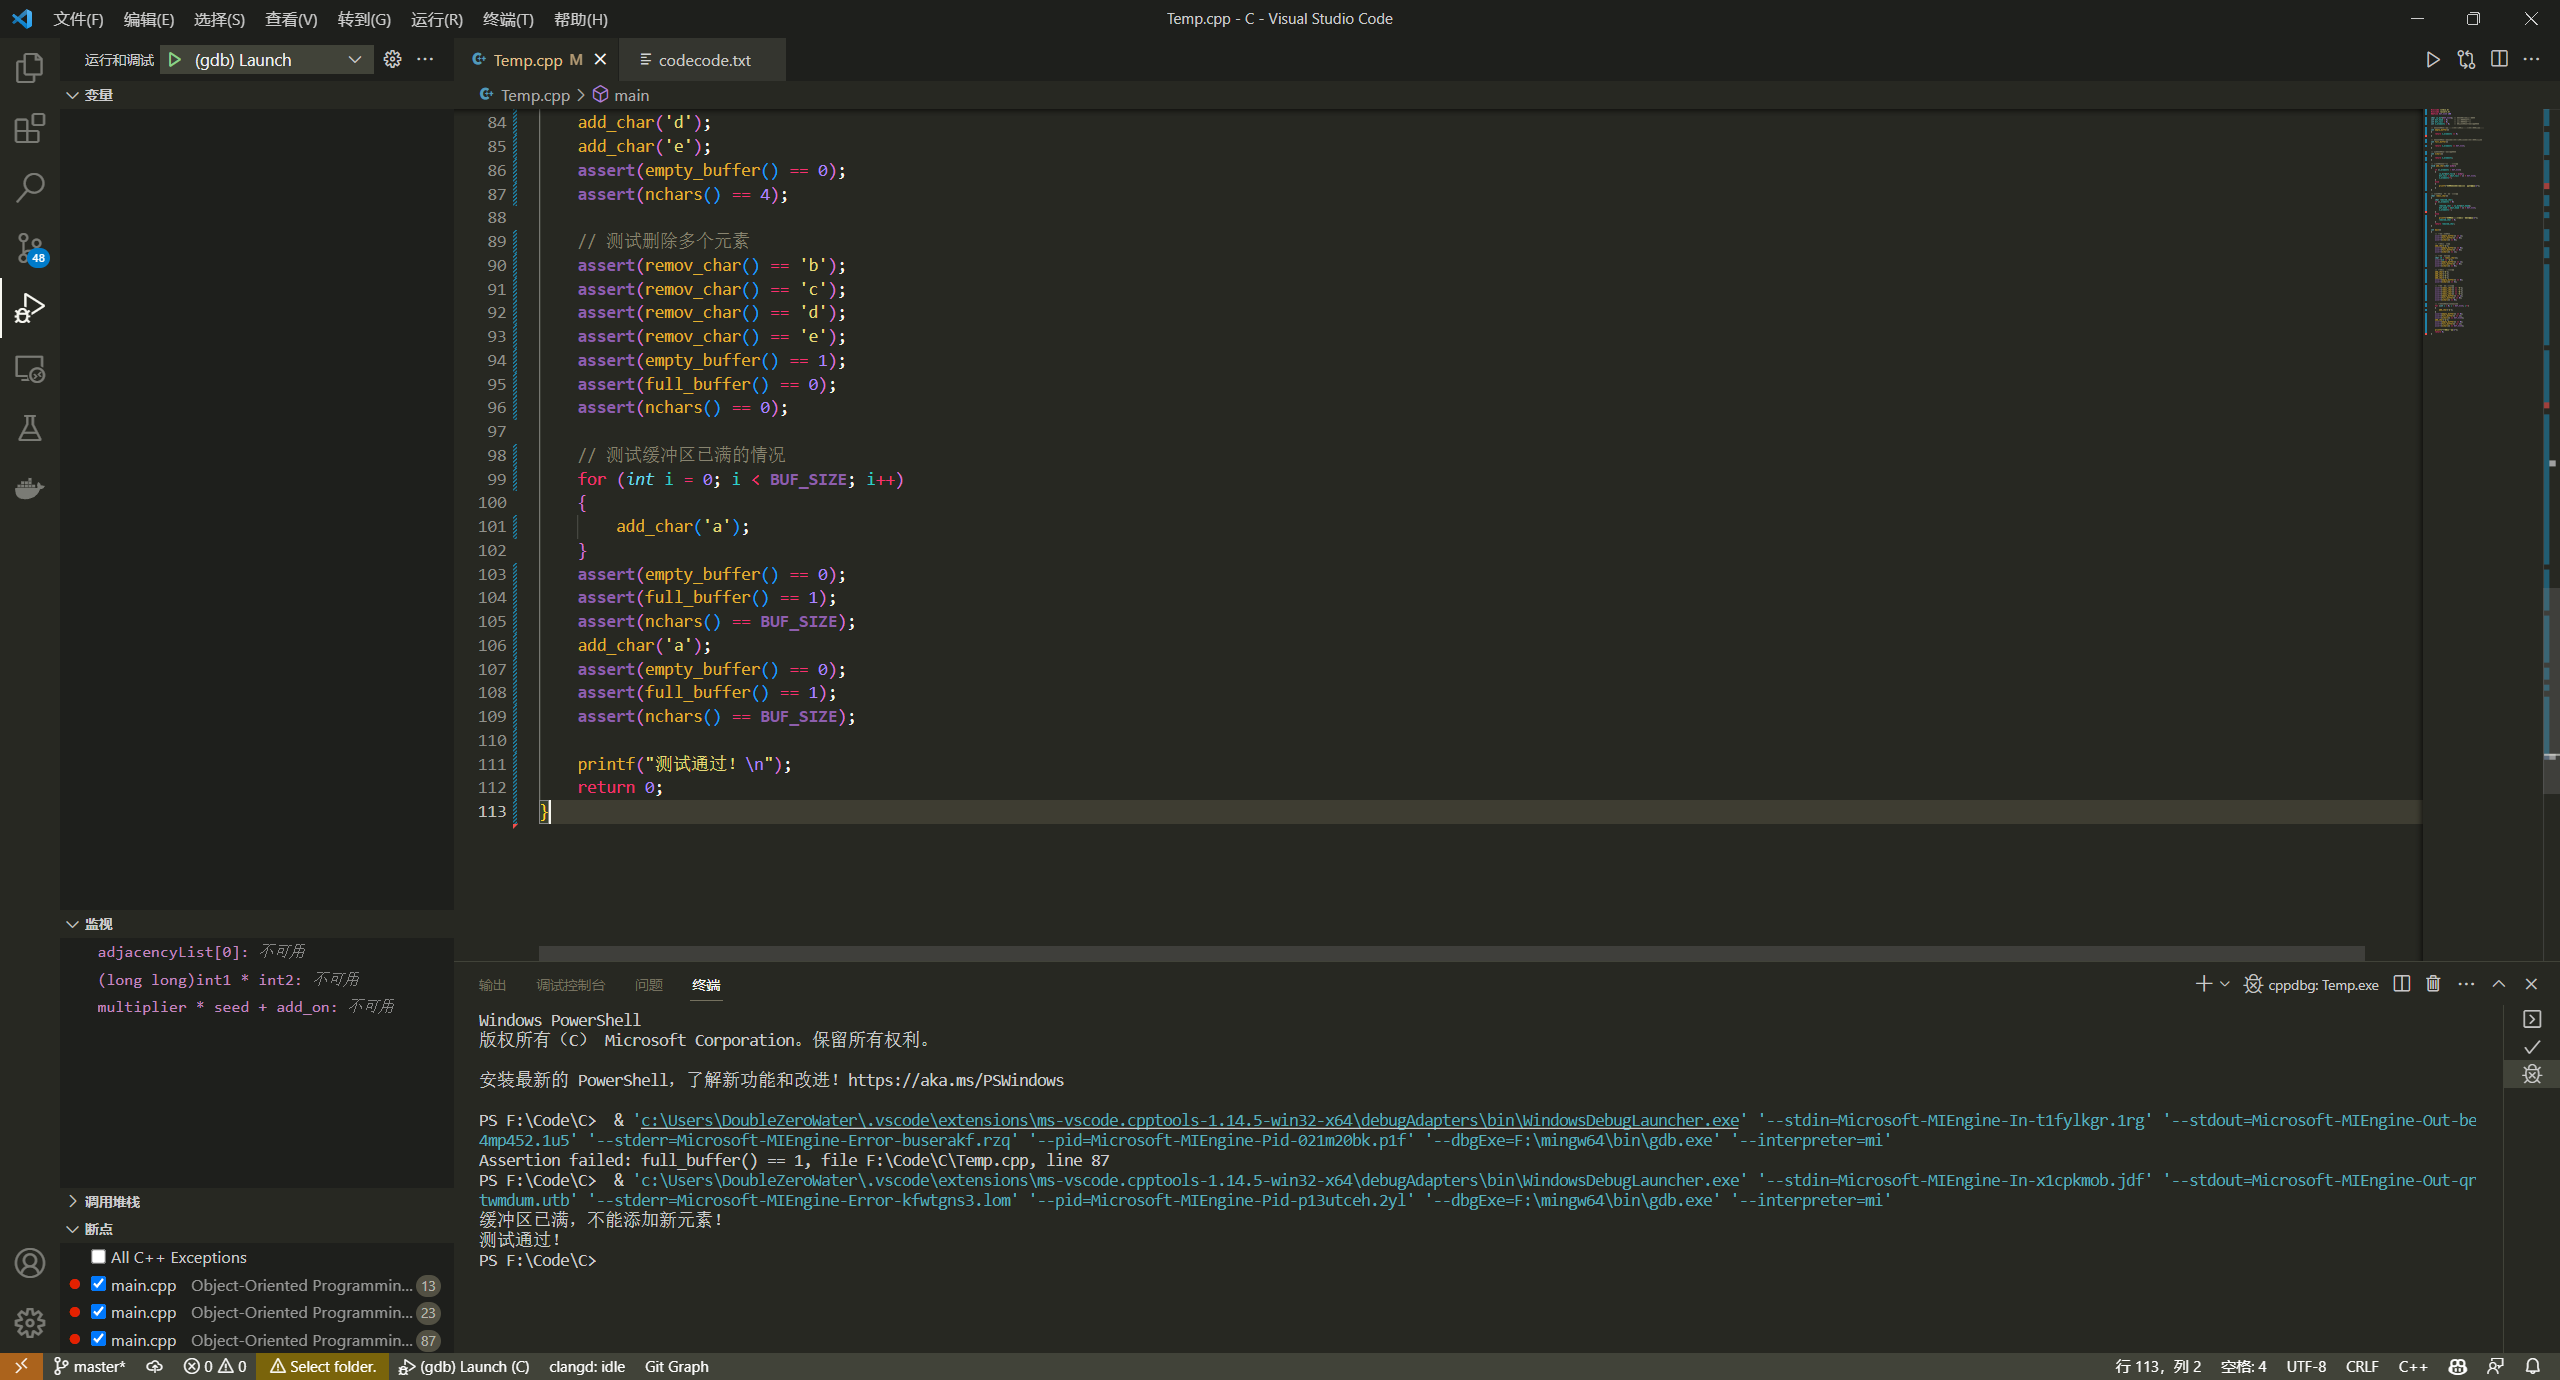 文件(F) 编辑(E) 选择(S) 查看(V) 转到(G) 运行(R) 终端(T) 帮助(H)
Temp.cpp - C - Visual Studio Code
运行和调试 (gdb) Launch
Temp.cpp M
codecode.txt
变量
Temp.cpp > main
84 add_char('d');
85 add_char('e');
86 assert(empty_buffer() == 0);
87 assert(nchars() == 4);
88
89 // 测试删除多个元素
90 assert(remov_char() == 'b');
91 assert(remov_char() == 'c');
92 assert(remov_char() == 'd');
93 assert(remov_char() == 'e');
94 assert(empty_buffer() == 1);
95 assert(full_buffer() == 0);
96 assert(nchars() == 0);
97
98 // 测试缓冲区已满的情况
99 for (int i = 0; i < BUF_SIZE; i++)
100 {
101 add_char('a');
102 }
103 assert(empty_buffer() == 0);
104 assert(full_buffer() == 1);
105 assert(nchars() == BUF_SIZE);
106 add_char('a');
107 assert(empty_buffer() == 0);
108 assert(full_buffer() == 1);
109 assert(nchars() == BUF_SIZE);
110
111 printf("测试通过！\n");
112 return 0;
113 }
48
监视
adjacencyList[0]: 不可用
(long long)int1 * int2: 不可用
multiplier * seed + add_on: 不可用
调用堆栈
断点
All C++ Exceptions
main.cpp Object-Oriented Programmin... 13
main.cpp Object-Oriented Programmin... 23
main.cpp Object-Oriented Programmin... 87
输出 调试控制台 问题 终端
cppdbg: Temp.exe
Windows PowerShell
版权所有（C） Microsoft Corporation。保留所有权利。
安装最新的 PowerShell，了解新功能和改进！https://aka.ms/PSWindows
PS F:\Code\C>  & 'c:\Users\DoubleZeroWater\.vscode\extensions\ms-vscode.cpptools-1.14.5-win32-x64\debugAdapters\bin\WindowsDebugLauncher.exe' '--stdin=Microsoft-MIEngine-In-t1fylkgr.1rg' '--stdout=Microsoft-MIEngine-Out-be
4mp452.1u5' '--stderr=Microsoft-MIEngine-Error-buserakf.rzq' '--pid=Microsoft-MIEngine-Pid-021m20bk.p1f' '--dbgExe=F:\mingw64\bin\gdb.exe' '--interpreter=mi'
Assertion failed: full_buffer() == 1, file F:\Code\C\Temp.cpp, line 87
PS F:\Code\C>  & 'c:\Users\DoubleZeroWater\.vscode\extensions\ms-vscode.cpptools-1.14.5-win32-x64\debugAdapters\bin\WindowsDebugLauncher.exe' '--stdin=Microsoft-MIEngine-In-x1cpkmob.jdf' '--stdout=Microsoft-MIEngine-Out-qr
twmdum.utb' '--stderr=Microsoft-MIEngine-Error-kfwtgns3.lom' '--pid=Microsoft-MIEngine-Pid-p13utceh.2yl' '--dbgExe=F:\mingw64\bin\gdb.exe' '--interpreter=mi'
缓冲区已满，不能添加新元素！
测试通过！
PS F:\Code\C>
master* 0 0 Select folder. (gdb) Launch (C) clangd: idle Git Graph
行 113，列 2 空格: 4 UTF-8 CRLF C++